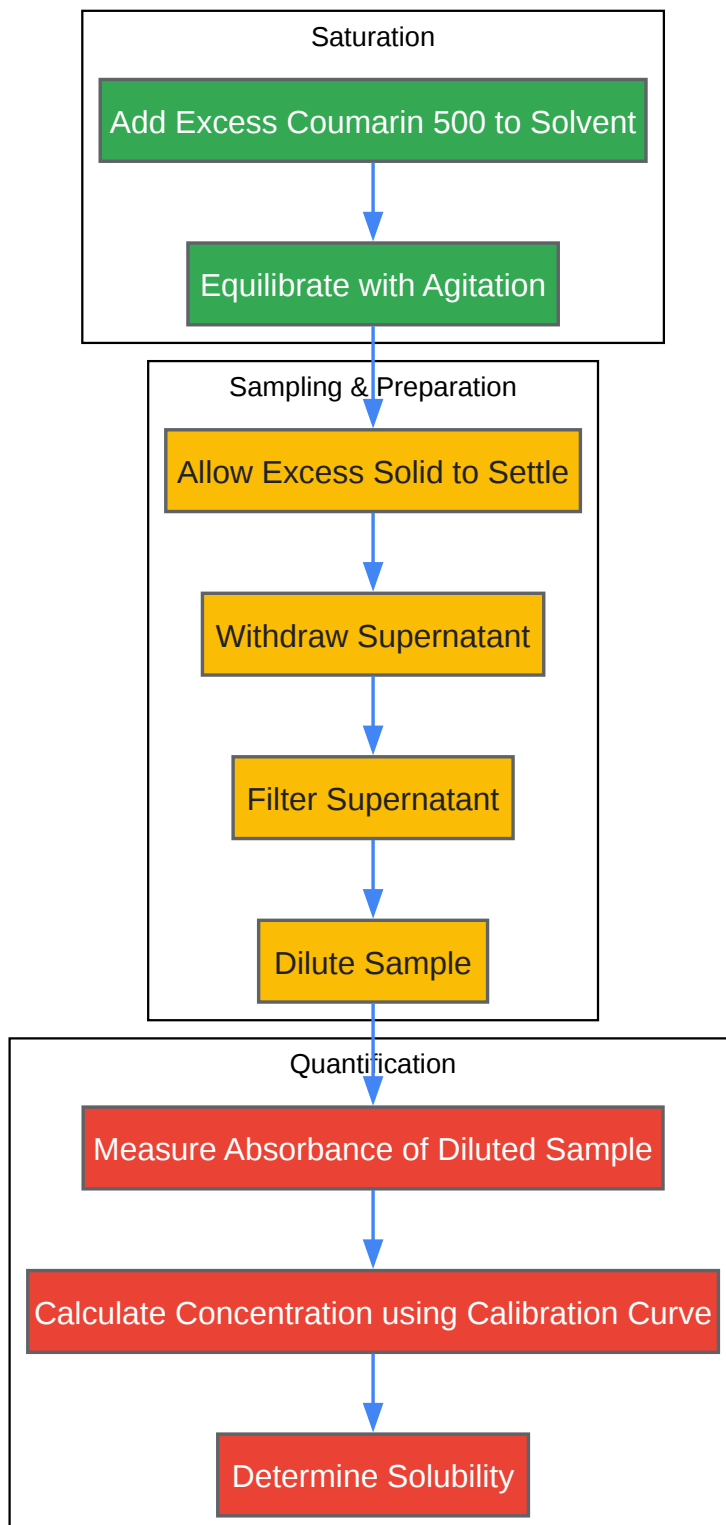 Saturation
Add Excess Coumarin 500 to Solvent
Equilibrate with Agitation
Sampling & Preparation
Allow Excess Solid to Settle
Withdraw Supernatant
Filter Supernatant
Dilute Sample
Quantification
Measure Absorbance of Diluted Sample
Calculate Concentration using Calibration Curve
Determine Solubility